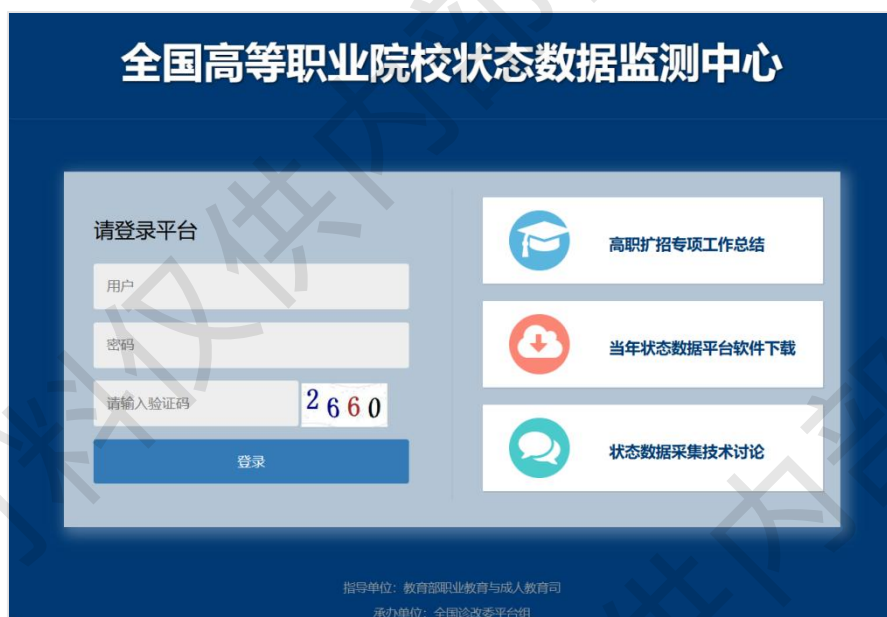 全国高等职业院校状态数据监测中心
请登录平台
用户
密码
请输入验证码
2660
登录
高职扩招专项工作总结
当年状态数据平台软件下载
状态数据采集技术讨论
指导单位：教育部职业教育与成人教育司
承办单位：全国诊改委平台组